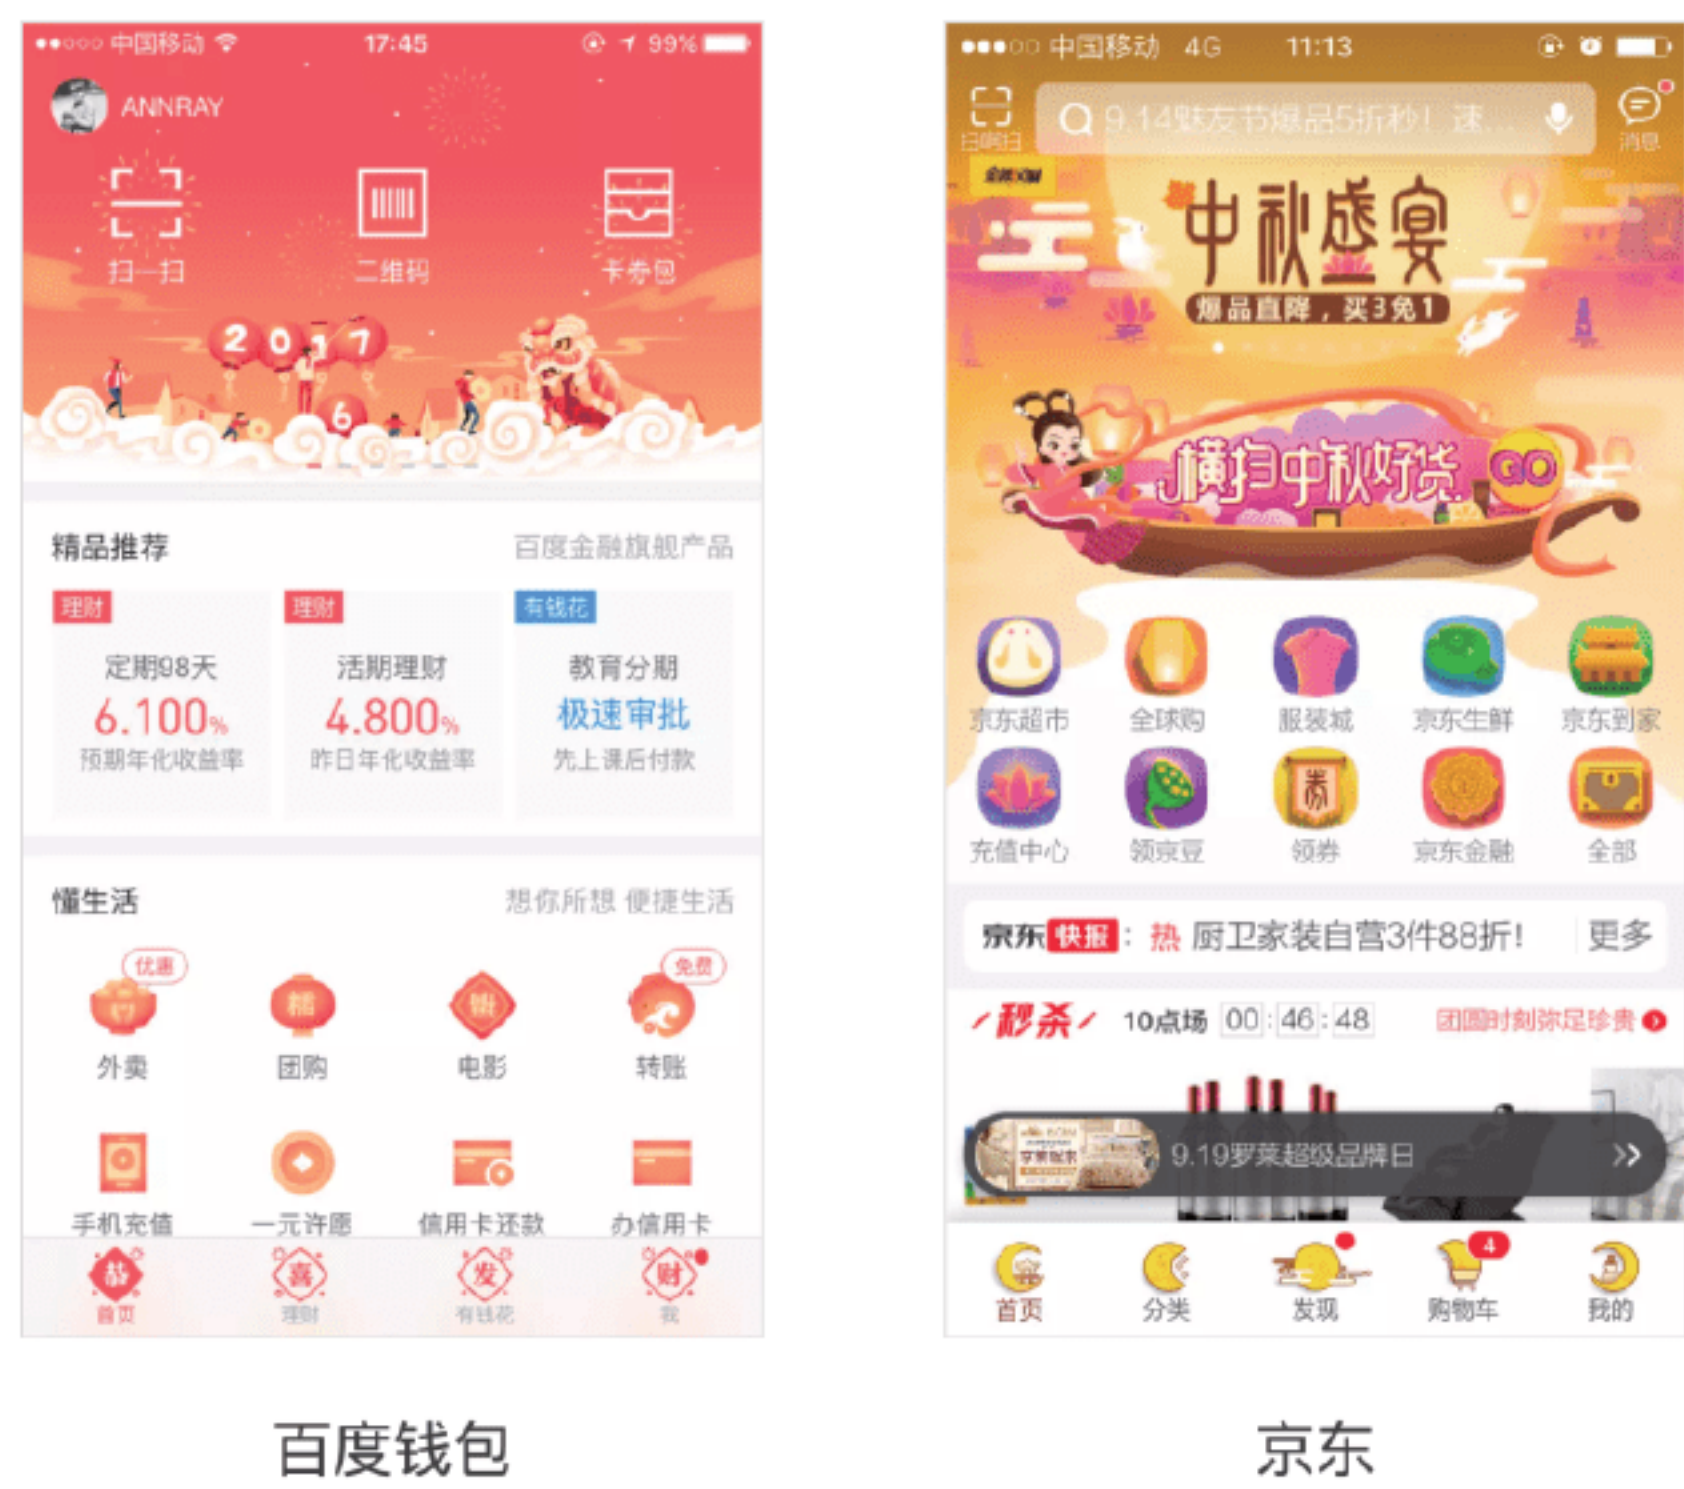 中国移动 17:45 99%
ANNRAY
扫一扫 二维码 卡券包
2017
6
精品推荐 百度金融旗舰产品
理财 理财 有钱花
定期98天 活期理财 教育分期
6.100% 4.800% 极速审批
预期年化收益率 昨日年化收益率 先上课后付款
懂生活 想你所想 便捷生活
优惠 免费
外卖 团购 电影 转账
手机充值 一元许愿 信用卡还款 办信用卡
恭 喜 发 财
首页 理财 有钱花 我
百度钱包
中国移动 4G 11:13
9.14魅友节爆品5折秒！速...
扫啊扫 消息
中秋盛宴
爆品直降，买3免1
横扫中秋好货 GO
京东超市 全球购 服装城 京东生鲜 京东到家
券
充值中心 领京豆 领券 京东金融 全部
京东快报：热 厨卫家装自营3件88折！ 更多
秒杀 10点场 00:46:48 团圆时刻弥足珍贵
9.19罗莱超级品牌日
4
首页 分类 发现 购物车 我的
京东